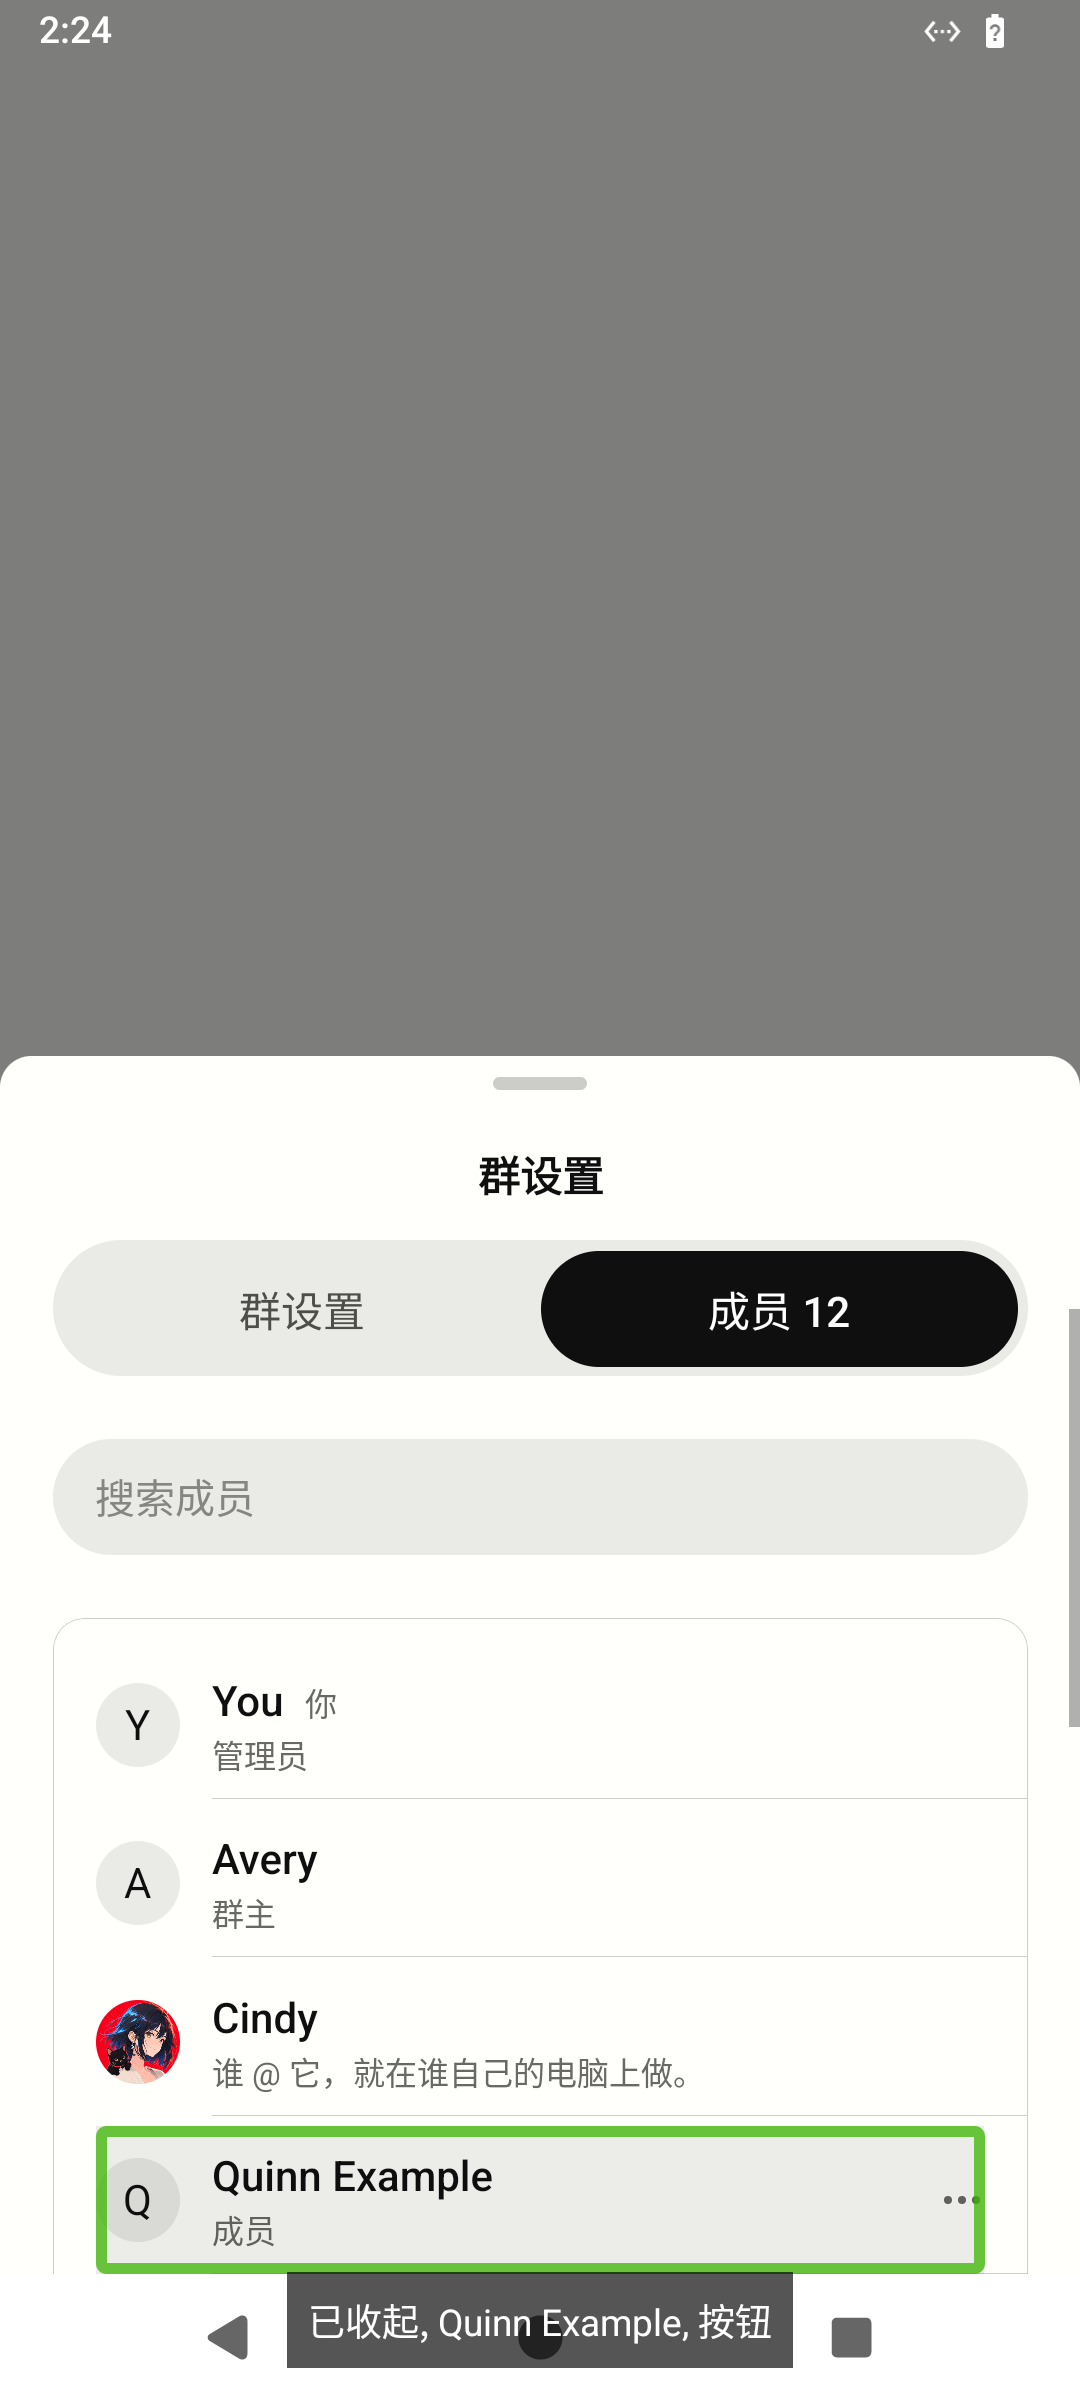 2:24
群设置
群设置
成员 12
搜索成员
Y
You 你
管理员
A
Avery
群主
Cindy
谁 @ 它，就在谁自己的电脑上做。
Q
Quinn Example
成员
已收起, Quinn Example, 按钮